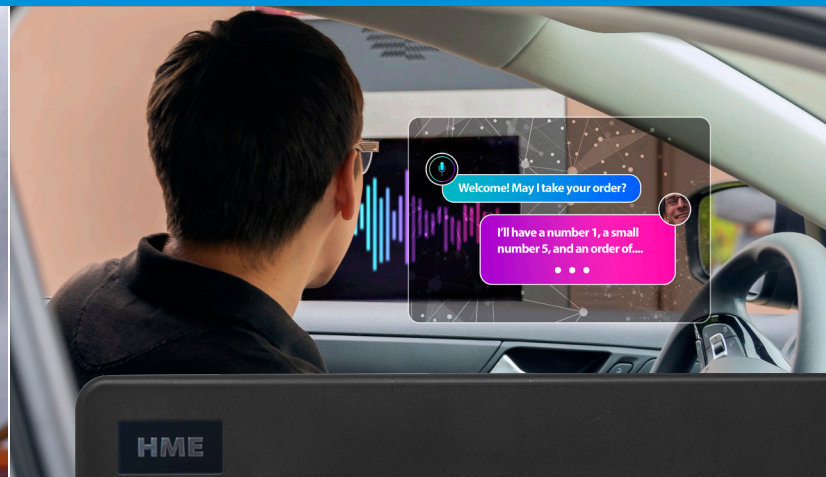 Welcome! May I take your order?
I'll have a number 1, a small
number 5, and an order of....
HME